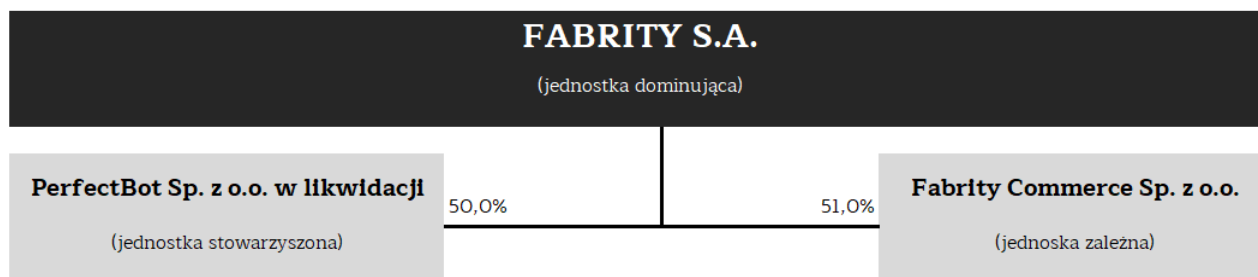 FABRITY S.A.
(jednostka dominująca)
PerfectBot Sp. z o.o. w likwidacji
(jednostka stowarzyszona)
50,0%
51,0%
Fabrity Commerce Sp. z o.o.
(jednoska zależna)